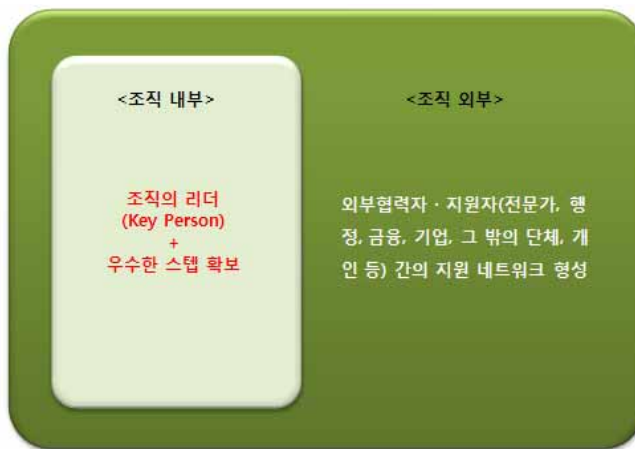 <조직 내부>
조직의 리더
(Key Person)
+
우수한 스텝 확보
<조직 외부>
외부협력자 · 지원자(전문가, 행
정, 금융, 기업, 그 밖의 단체, 개
인 등) 간의 지원 네트워크 형성